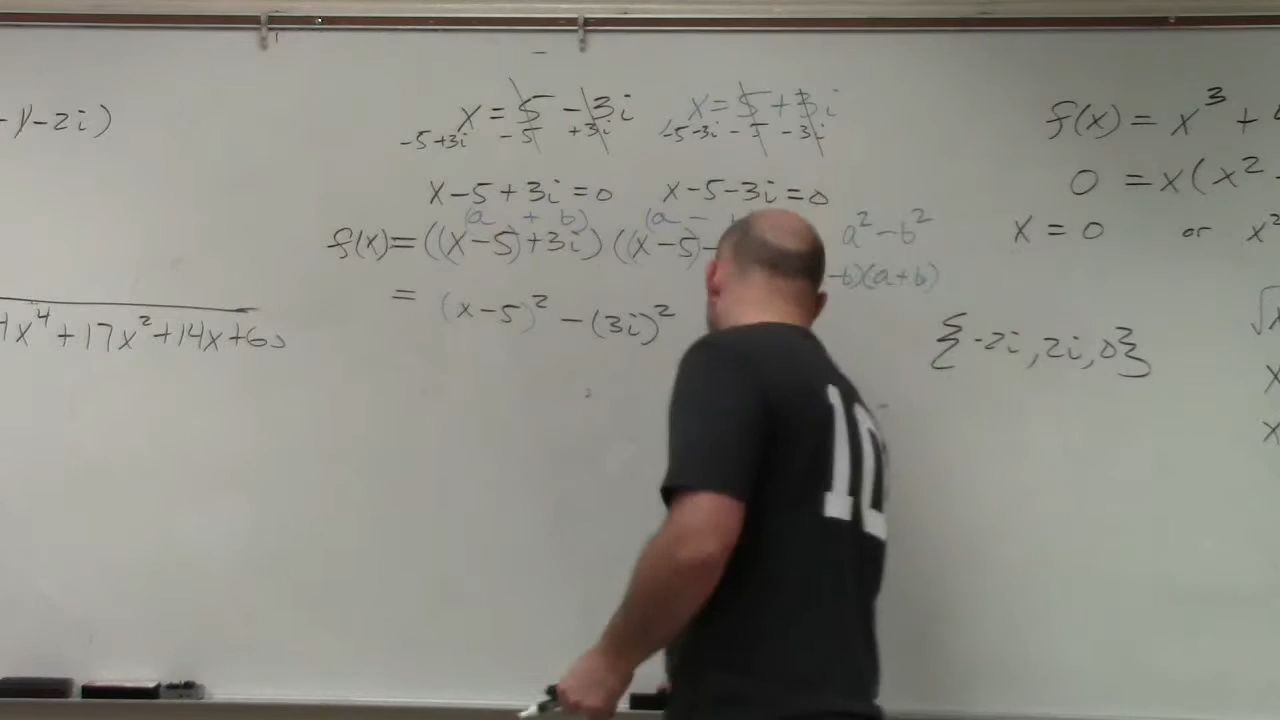 -1)-2i)
4x⁴+17x²+14x+60
x = 5 - 3i
-5+3i -5 +3i
x - 5 + 3i = 0
x = 5 + 3i
-5-3i -5 -3i
x - 5 - 3i = 0
(a + b) (a -
f(x) = ((x-5)+3i) ((x-5)-
= (x-5)² - (3i)²
a² - b²
-b)(a+b)
{-2i, 2i, 0}
f(x) = x³ +
0 = x(x²
x = 0 or x²
√x
x
x
10